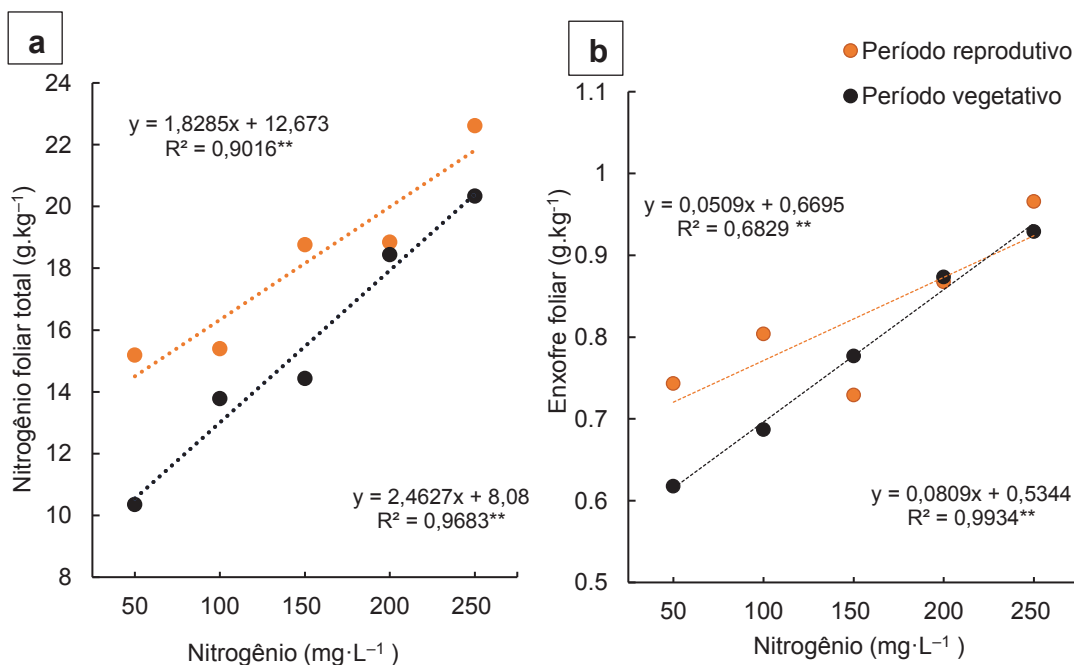 a
24
22
20
18
16
14
12
10
8
Nitrogênio foliar total (g.kg⁻¹)
y = 1,8285x + 12,673
R² = 0,9016**
y = 2,4627x + 8,08
R² = 0,9683**
50 100 150 200 250
Nitrogênio (mg·L⁻¹)
b
Período reprodutivo
Período vegetativo
1.1
1
0.9
0.8
0.7
0.6
0.5
Enxofre foliar (g.kg⁻¹)
y = 0,0509x + 0,6695
R² = 0,6829 **
y = 0,0809x + 0,5344
R² = 0,9934**
50 100 150 200 250
Nitrogênio (mg·L⁻¹)